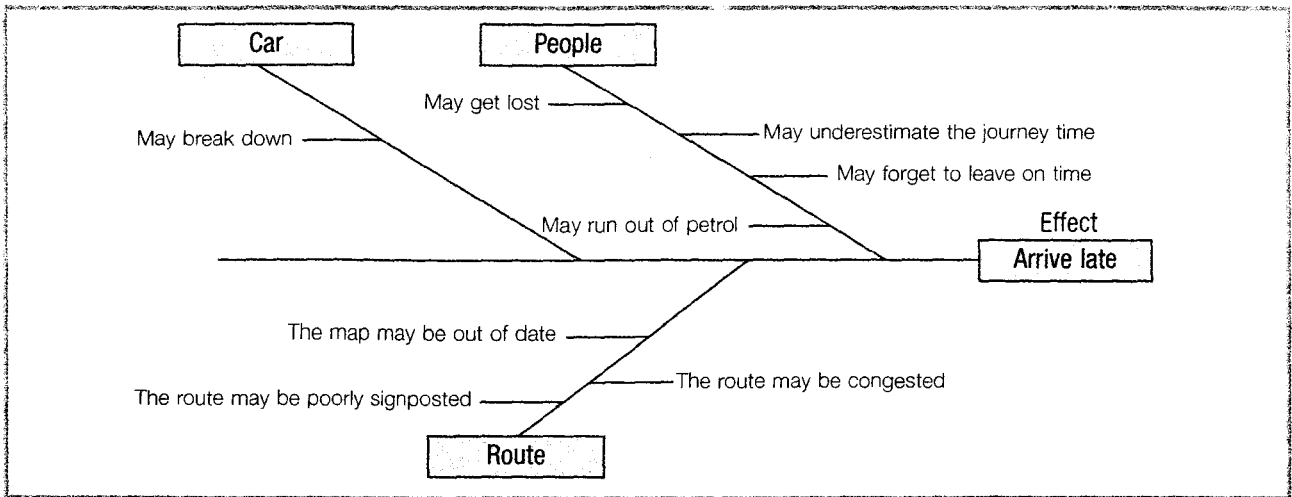 Car
People
May get lost
May break down
May underestimate the journey time
May forget to leave on time
May run out of petrol
Effect
Arrive late
The map may be out of date
The route may be congested
The route may be poorly signposted
Route